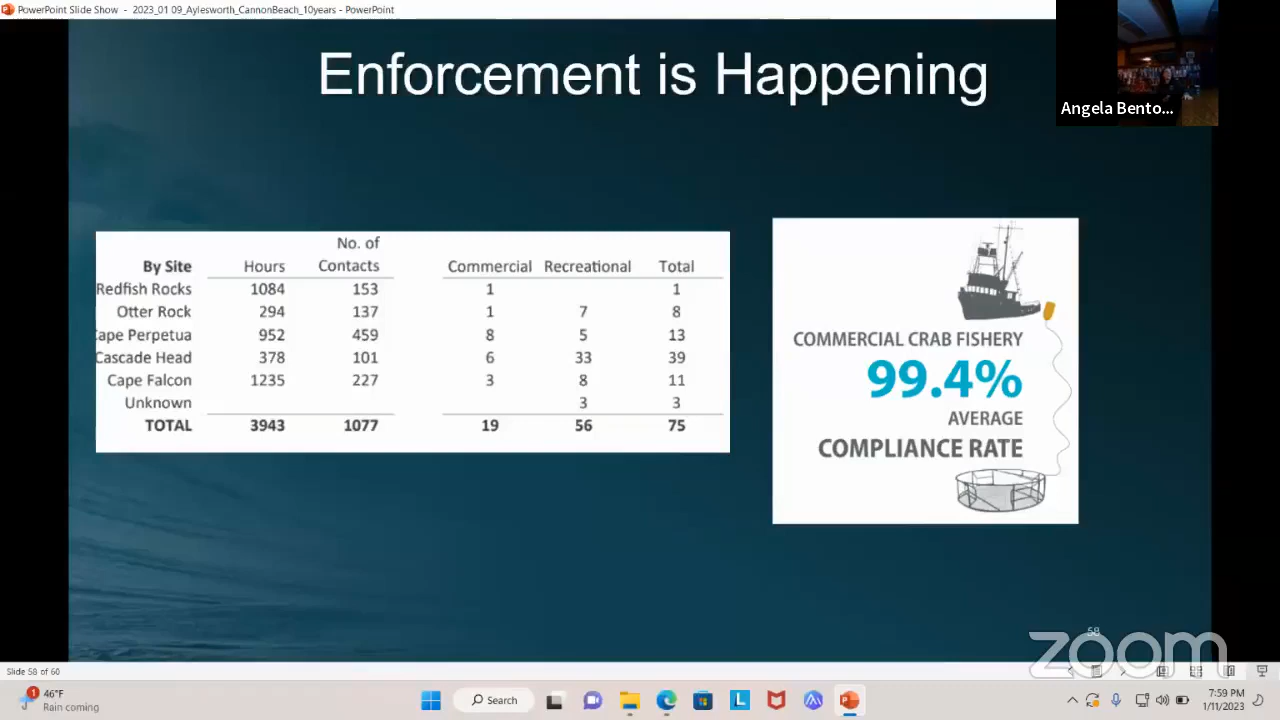 PowerPoint Slide Show - 2023_01 09_Aylesworth_CannonBeach_10years - PowerPoint
Enforcement is Happening
Angela Bento...
No. of
By Site Hours Contacts Commercial Recreational Total
Redfish Rocks 1084 153 1 1
Otter Rock 294 137 1 7 8
ape Perpetua 952 459 8 5 13
Cascade Head 378 101 6 33 39
Cape Falcon 1235 227 3 8 11
Unknown 3 3
TOTAL 3943 1077 19 56 75
COMMERCIAL CRAB FISHERY
99.4%
AVERAGE
COMPLIANCE RATE
58
zoom
Slide 58 of 60
1
46°F
Rain coming
Search
L
7:59 PM
1/11/2023